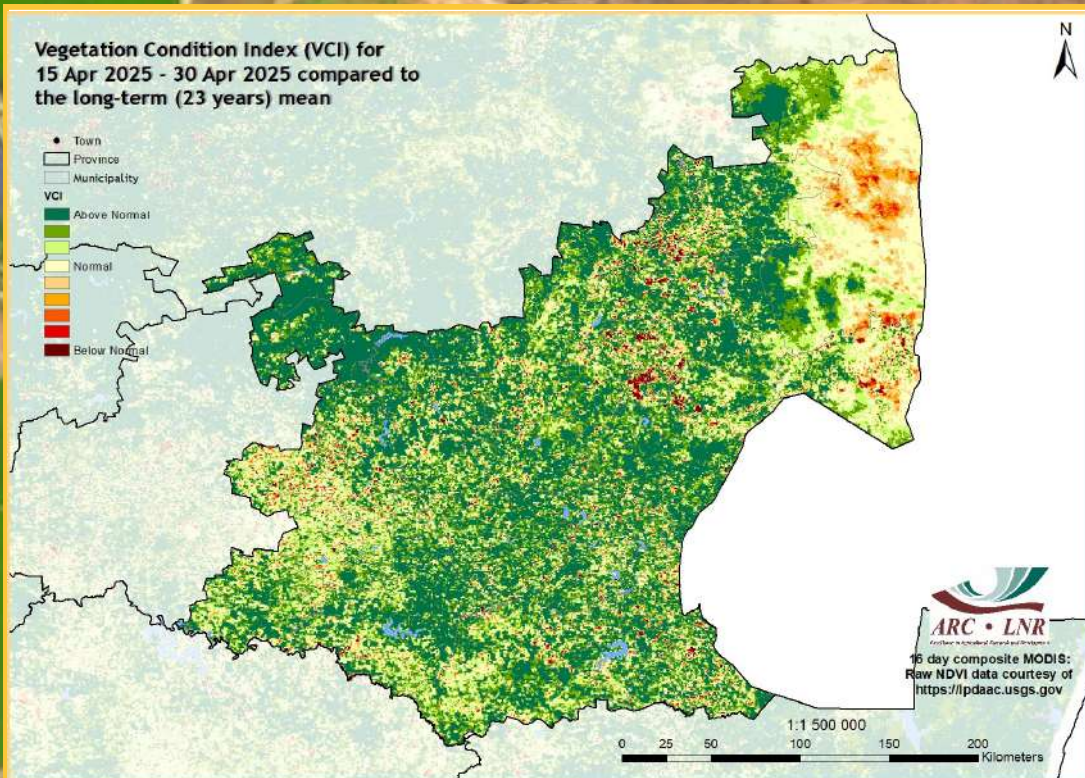 Vegetation Condition Index (VCI) for
15 Apr 2025 - 30 Apr 2025 compared to
the long-term (23 years) mean
N
Town
Province
Municipality
VCI
Above Normal
Normal
Below Normal
ARC • LNR
16 day composite MODIS:
Raw NDVI data courtesy of
https://lpdaac.usgs.gov
1:1 500 000
0 25 50 100 150 200
Kilometers